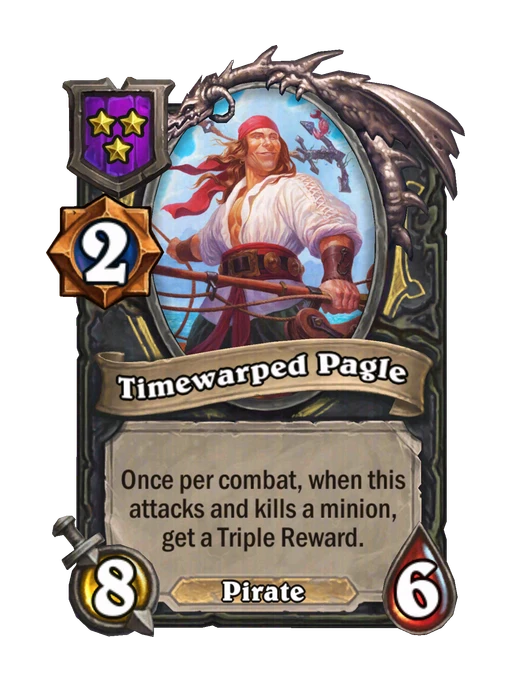 2
Timewarped Pagle
Once per combat, when this
attacks and kills a minion,
get a Triple Reward.
8
Pirate
6